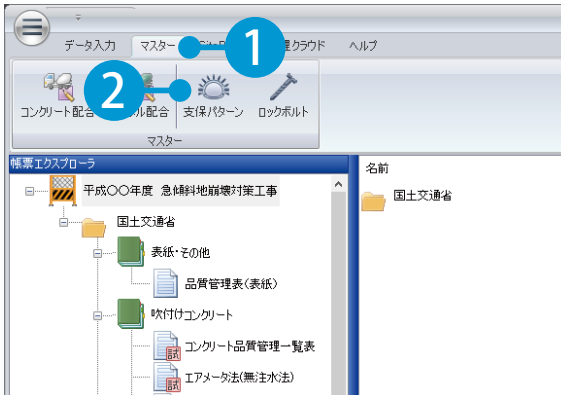 1
データ入力 マスター クラウド ヘルプ
2
コンクリート配合 配合 支保パターン ロックボルト
マスター
帳票エクスプローラ
名前
平成〇〇年度 急傾斜地崩壊対策工事
国土交通省
国土交通省
表紙・その他
品質管理表(表紙)
吹付けコンクリート
試 コンクリート品質管理一覧表
試 エアメータ法(無注水法)